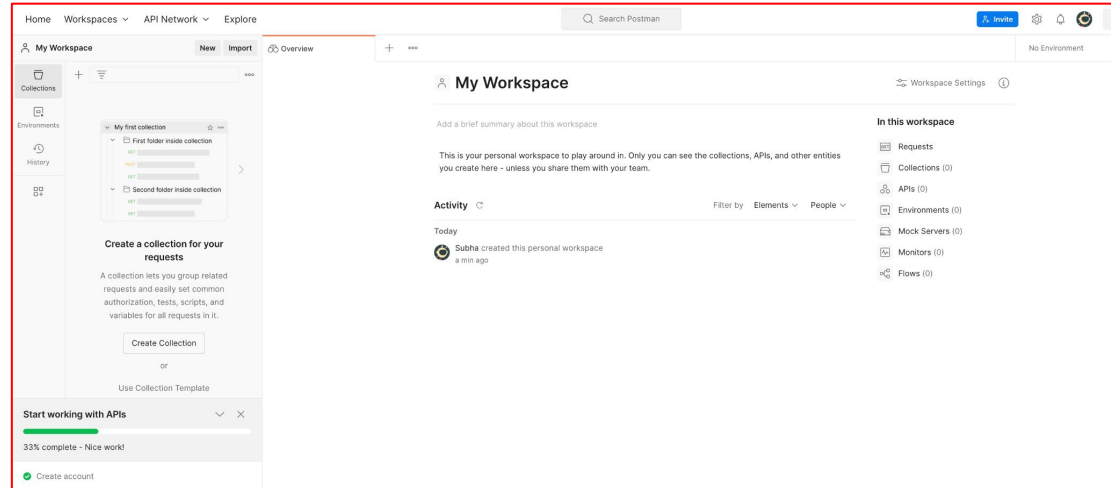 Home Workspaces API Network Explore
Search Postman
Invite
My Workspace
New Import
Overview
No Environment
Collections
Environments
History
My first collection
First folder inside collection
GET
POST
GET
Second folder inside collection
GET
GET
Create a collection for your
requests
A collection lets you group related
requests and easily set common
authorization, tests, scripts, and
variables for all requests in it.
Create Collection
or
Use Collection Template
Start working with APIs
33% complete - Nice work!
Create account
My Workspace
Workspace Settings
Add a brief summary about this workspace
This is your personal workspace to play around in. Only you can see the collections, APIs, and other entities
you create here - unless you share them with your team.
Activity
Filter by Elements People
Today
Subha created this personal workspace
a min ago
In this workspace
GET Requests
Collections (0)
APIs (0)
Environments (0)
Mock Servers (0)
Monitors (0)
Flows (0)